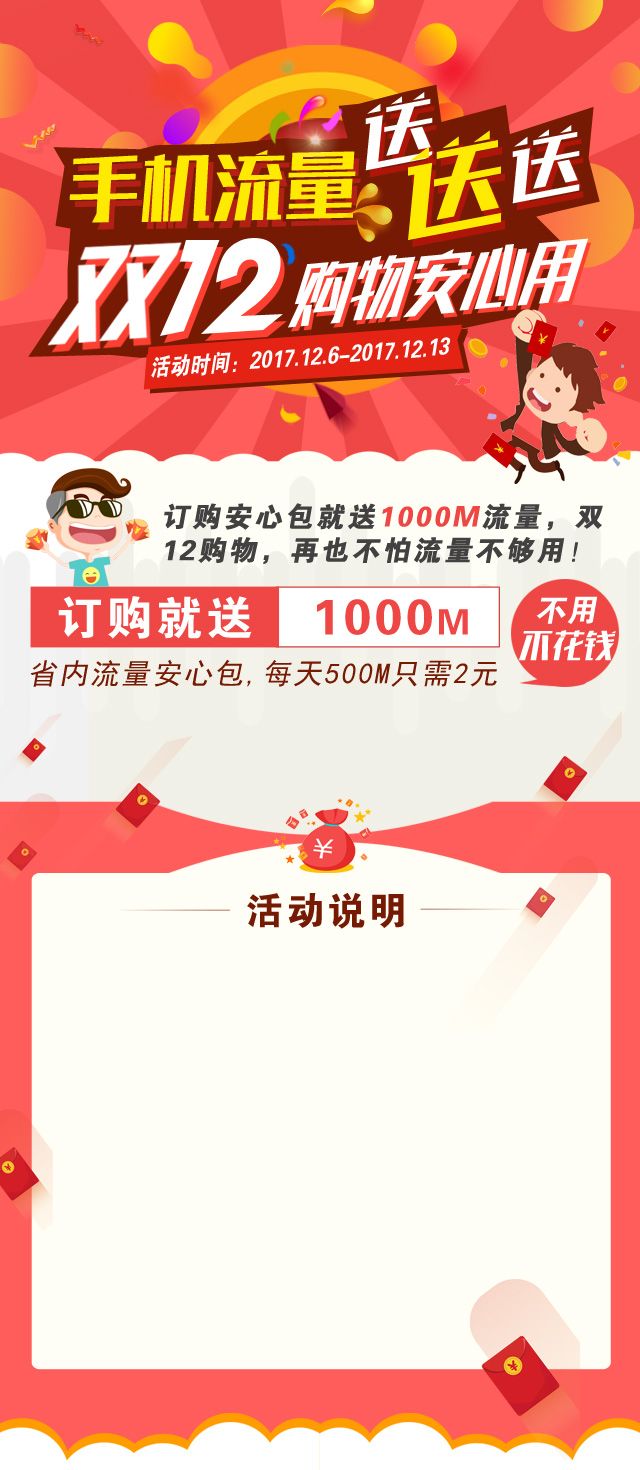 手机流量送送送
双12购物安心用
活动时间：2017.12.6-2017.12.13
订购安心包就送1000M流量，双
12购物，再也不怕流量不够用！
订购就送 1000M
不用
不花钱
省内流量安心包,每天500M只需2元
活动说明